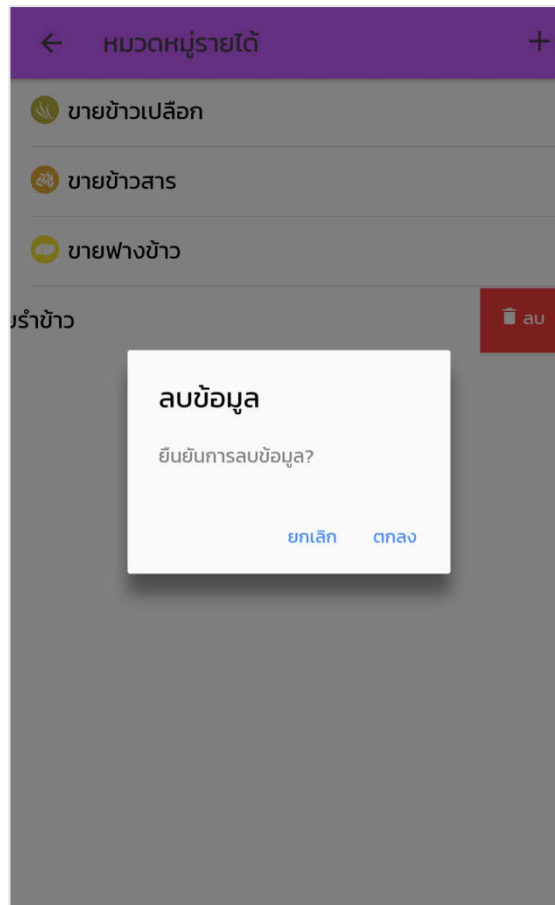 หมวดหมู่รายได้
ขายข้าวเปลือก
ขายข้าวสาร
ขายฟางข้าว
รำข้าว
ลบ
ลบข้อมูล
ยืนยันการลบข้อมูล?
ยกเลิก ตกลง